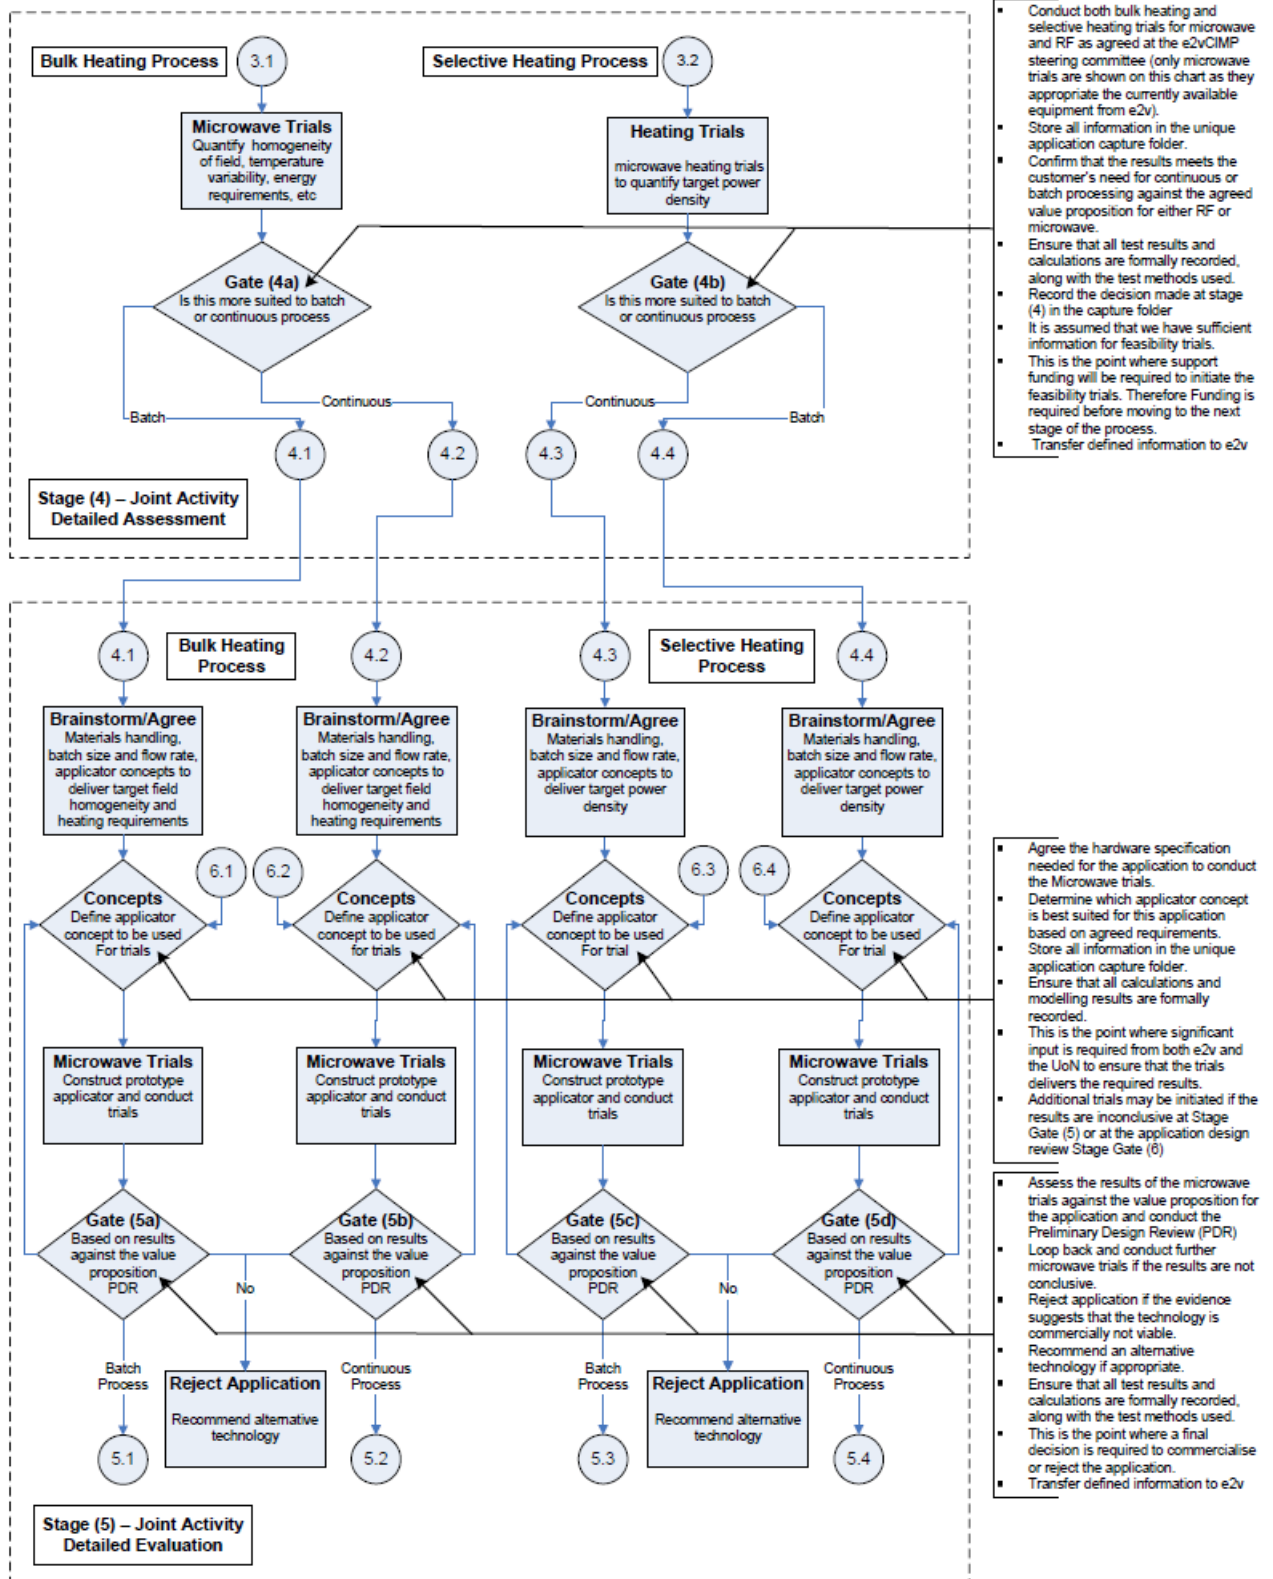 Bulk Heating Process
3.1
Selective Heating Process
3.2
Microwave Trials
Quantify homogeneity
of field, temperature
variability, energy
requirements, etc
Heating Trials
microwave heating trials
to quantify target power
density
Gate (4a)
Is this more suited to batch
or continuous process
Gate (4b)
Is this more suited to batch
or continuous process
Batch
Continuous
Continuous
Batch
4.1
4.2
4.3
4.4
Stage (4) – Joint Activity
Detailed Assessment
▪ Conduct both bulk heating and
selective heating trials for microwave
and RF as agreed at the e2vCIMP
steering committee (only microwave
trials are shown on this chart as they
appropriate the currently available
equipment from e2v).
▪ Store all information in the unique
application capture folder.
▪ Confirm that the results meets the
customer's need for continuous or
batch processing against the agreed
value proposition for either RF or
microwave.
▪ Ensure that all test results and
calculations are formally recorded,
along with the test methods used.
▪ Record the decision made at stage
(4) in the capture folder
▪ It is assumed that we have sufficient
information for feasibility trials.
▪ This is the point where support
funding will be required to initiate the
feasibility trials. Therefore Funding is
required before moving to the next
stage of the process.
▪ Transfer defined information to e2v
4.1
Bulk Heating
Process
4.2
4.3
Selective Heating
Process
4.4
Brainstorm/Agree
Materials handling,
batch size and flow rate,
applicator concepts to
deliver target field
homogeneity and
heating requirements
Brainstorm/Agree
Materials handling,
batch size and flow rate,
applicator concepts to
deliver target field
homogeneity and
heating requirements
Brainstorm/Agree
Materials handling,
batch size and flow rate,
applicator concepts to
deliver target power
density
Brainstorm/Agree
Materials handling,
batch size and flow rate,
applicator concepts to
deliver target power
density
6.1
6.2
6.3
6.4
Concepts
Define applicator
concept to be used
For trials
Concepts
Define applicator
concept to be used
for trials
Concepts
Define applicator
concept to be used
For trial
Concepts
Define applicator
concept to be used
For trial
Microwave Trials
Construct prototype
applicator and conduct
trials
Microwave Trials
Construct prototype
applicator and conduct
trials
Microwave Trials
Construct prototype
applicator and conduct
trials
Microwave Trials
Construct prototype
applicator and conduct
trials
Gate (5a)
Based on results
against the value
proposition
PDR
Gate (5b)
Based on results
against the value
proposition
PDR
Gate (5c)
Based on results
against the value
proposition
PDR
Gate (5d)
Based on results
against the value
proposition
PDR
No
No
Batch
Process
Reject Application
Recommend alternative
technology
Continuous
Process
Batch
Process
Reject Application
Recommend alternative
technology
Continuous
Process
5.1
5.2
5.3
5.4
Stage (5) – Joint Activity
Detailed Evaluation
▪ Agree the hardware specification
needed for the application to conduct
the Microwave trials.
▪ Determine which applicator concept
is best suited for this application
based on agreed requirements.
▪ Store all information in the unique
application capture folder.
▪ Ensure that all calculations and
modelling results are formally
recorded.
▪ This is the point where significant
input is required from both e2v and
the UoN to ensure that the trials
delivers the required results.
▪ Additional trials may be initiated if the
results are inconclusive at Stage
Gate (5) or at the application design
review Stage Gate (6)
▪ Assess the results of the microwave
trials against the value proposition for
the application and conduct the
Preliminary Design Review (PDR)
▪ Loop back and conduct further
microwave trials if the results are not
conclusive.
▪ Reject application if the evidence
suggests that the technology is
commercially not viable.
▪ Recommend an alternative
technology if appropriate.
▪ Ensure that all test results and
calculations are formally recorded,
along with the test methods used.
▪ This is the point where a final
decision is required to commercialise
or reject the application.
▪ Transfer defined information to e2v